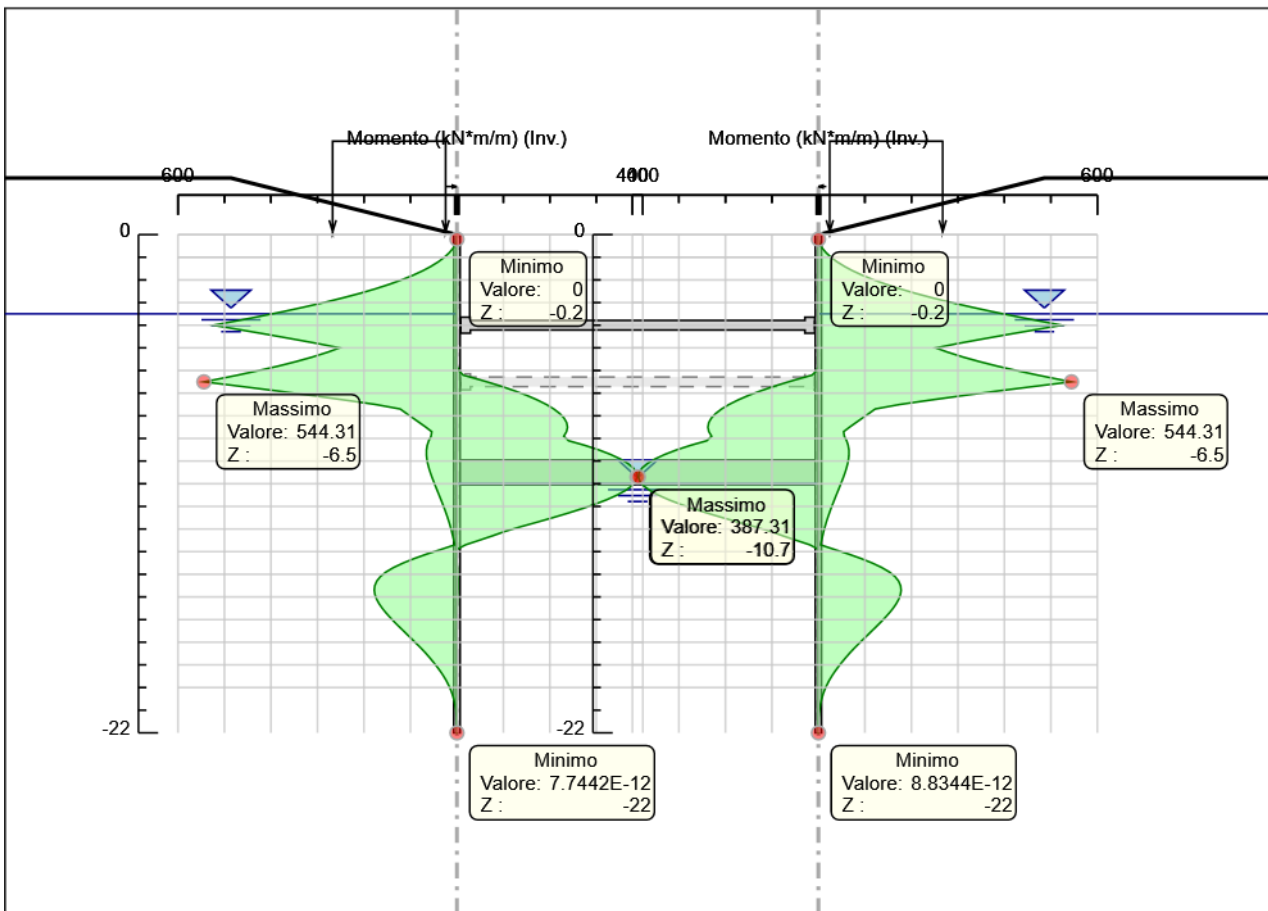 Momento (kN*m/m) (Inv.)
Momento (kN*m/m) (Inv.)
600
600
0
0
Minimo
Valore: 0
Z : -0.2
Minimo
Valore: 0
Z : -0.2
Massimo
Valore: 544.31
Z : -6.5
Massimo
Valore: 544.31
Z : -6.5
Massimo
Valore: 387.31
Z : -10.7
-22
-22
Minimo
Valore: 7.7442E-12
Z : -22
Minimo
Valore: 8.8344E-12
Z : -22